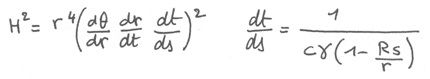 H² = r⁴ (dθ/dr dr/dt dt/ds)²   dt/ds = 1 / (cγ(1 - Rs/r))